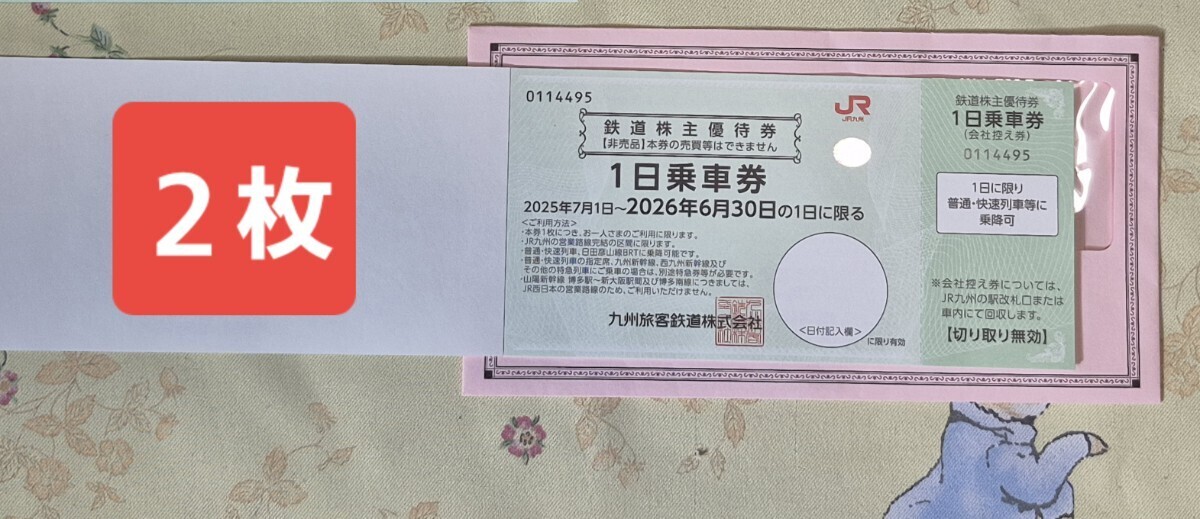 2枚
0114495
JR
JR九州
鉄道株主優待券
【非売品】本券の売買等はできません
1日乗車券
2025年7月1日～2026年6月30日の1日に限る
<ご利用方法>
・本券1枚につき、お一人さまのご利用に限ります。
・JR九州の営業路線完結の区間に限ります。
・普通・快速列車、日田彦山線BRTに乗降可能です。
・普通・快速列車の指定席、九州新幹線、西九州新幹線及び
その他の特急列車にご乗車の場合は、別途特急券等が必要です。
・山陽新幹線 博多駅～新大阪駅間及び博多南線につきましては、
JR西日本の営業路線のため、ご利用いただけません。
九州旅客鉄道株式会社
<日付記入欄>
に限り有効
鉄道株主優待券
1日乗車券
(会社控え券)
0114495
1日に限り
普通・快速列車等に
乗降可
※会社控え券については、
JR九州の駅改札口または
車内にて回収します。
【切り取り無効】